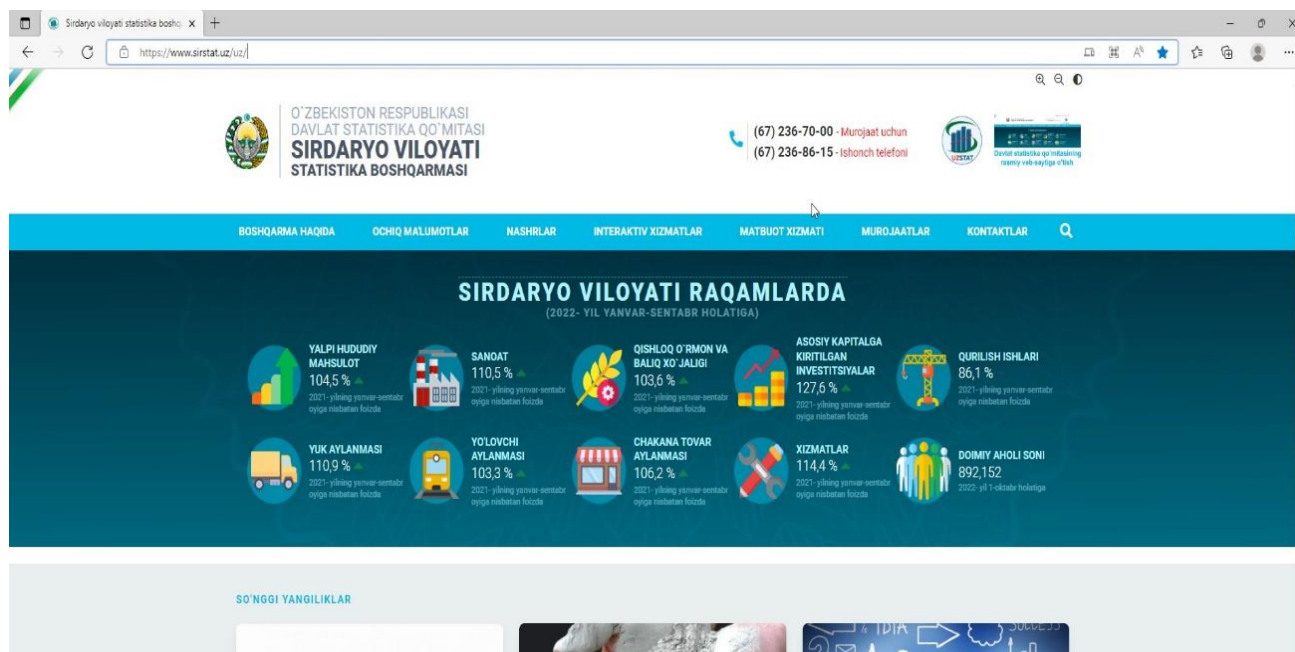 Sirdaryo viloyati statistika boshq
https://www.sirstat.uz/uz/
O`ZBEKISTON RESPUBLIKASI
DAVLAT STATISTIKA QO`MITASI
SIRDARYO VILOYATI
STATISTIKA BOSHQARMASI
(67) 236-70-00 - Murojaat uchun
(67) 236-86-15 - Ishonch telefoni
UZSTAT
Davlat statistika qo`mitasining
rasmiy veb-saytiga o'tish
BOSHQARMA HAQIDA OCHIQ MA'LUMOTLAR NASHRLAR INTERAKTIV XIZMATLAR MATBUOT XIZMATI MUROJAATLAR KONTAKTLAR
SIRDARYO VILOYATI RAQAMLARDA
(2022- YIL YANVAR-SENTABR HOLATIGA)
YALPI HUDUDIY
MAHSULOT
104,5 %
2021- yilning yanvar-sentabr
oyiga nisbatan foizda
SANOAT
110,5 %
2021- yilning yanvar-sentabr
oyiga nisbatan foizda
QISHLOQ O`RMON VA
BALIQ XO`JALIGI
103,6 %
2021- yilning yanvar-sentabr
oyiga nisbatan foizda
ASOSIY KAPITALGA
KIRITILGAN
INVESTITSIYALAR
127,6 %
2021- yilning yanvar-sentabr
oyiga nisbatan foizda
QURILISH ISHLARI
86,1 %
2021- yilning yanvar-sentabr
oyiga nisbatan foizda
YUK AYLANMASI
110,9 %
2021- yilning yanvar-sentabr
oyiga nisbatan foizda
YO'LOVCHI
AYLANMASI
103,3 %
2021- yilning yanvar-sentabr
oyiga nisbatan foizda
CHAKANA TOVAR
AYLANMASI
106,2 %
2021- yilning yanvar-sentabr
oyiga nisbatan foizda
XIZMATLAR
114,4 %
2021- yilning yanvar-sentabr
oyiga nisbatan foizda
DOIMIY AHOLI SONI
892,152
2022- yil 1-oktabr holatiga
SO'NGGI YANGILIKLAR
IDIA
SUCCESS